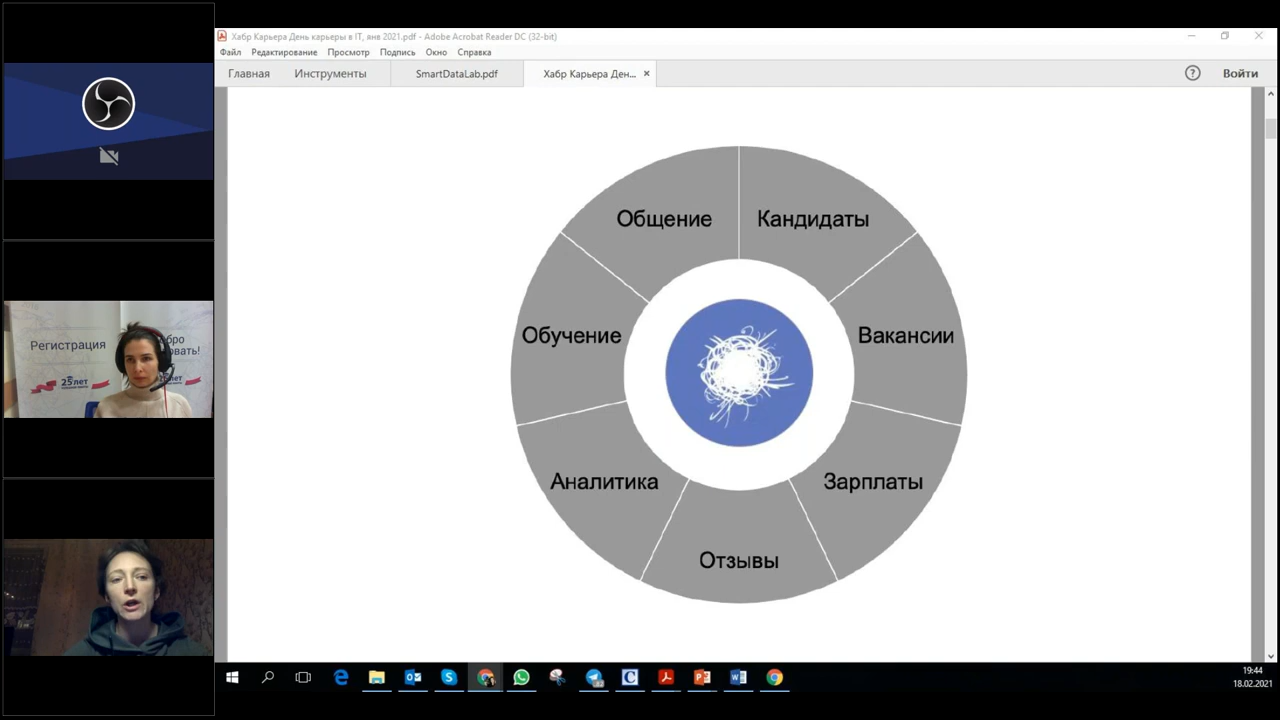 Хабр Карьера День карьеры в IT, янв 2021.pdf - Adobe Acrobat Reader DC (32-bit)
Файл Редактирование Просмотр Подпись Окно Справка
Главная Инструменты SmartDataLab.pdf Хабр Карьера Ден... Войти
Общение
Кандидаты
Обучение
Вакансии
Аналитика
Зарплаты
Отзывы
Регистрация
25 лет
19:44
18.02.2021